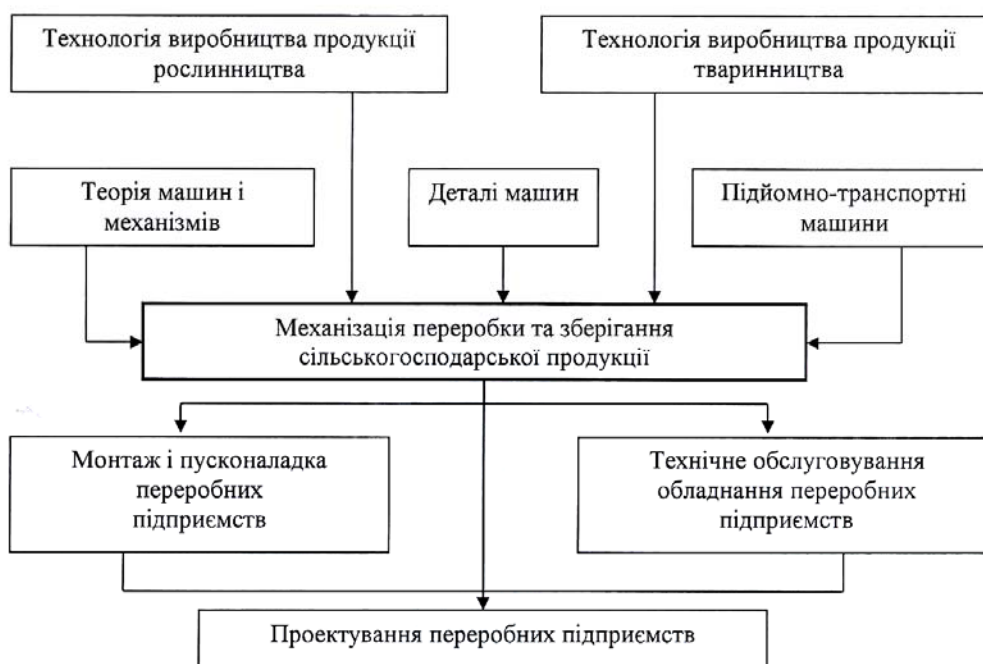 Технологія виробництва продукції
рослинництва
Технологія виробництва продукції
тваринництва
Теорія машин і
механізмів
Деталі машин
Підйомно-транспортні
машини
Механізація переробки та зберігання
сільськогосподарської продукції
Монтаж і пусконаладка
переробних
підприємств
Технічне обслуговування
обладнання переробних
підприємств
Проектування переробних підприємств